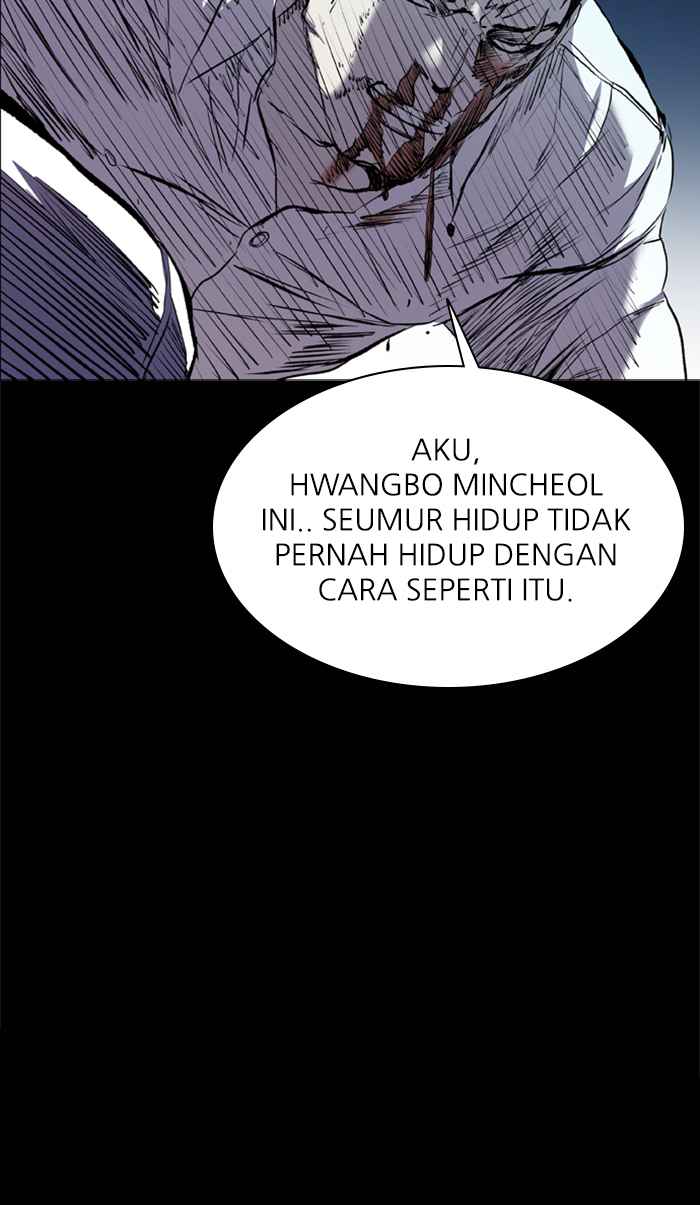 AKU,
HWANGBO MINCHEOL
INI.. SEUMUR HIDUP TIDAK
PERNAH HIDUP DENGAN
CARA SEPERTI ITU.